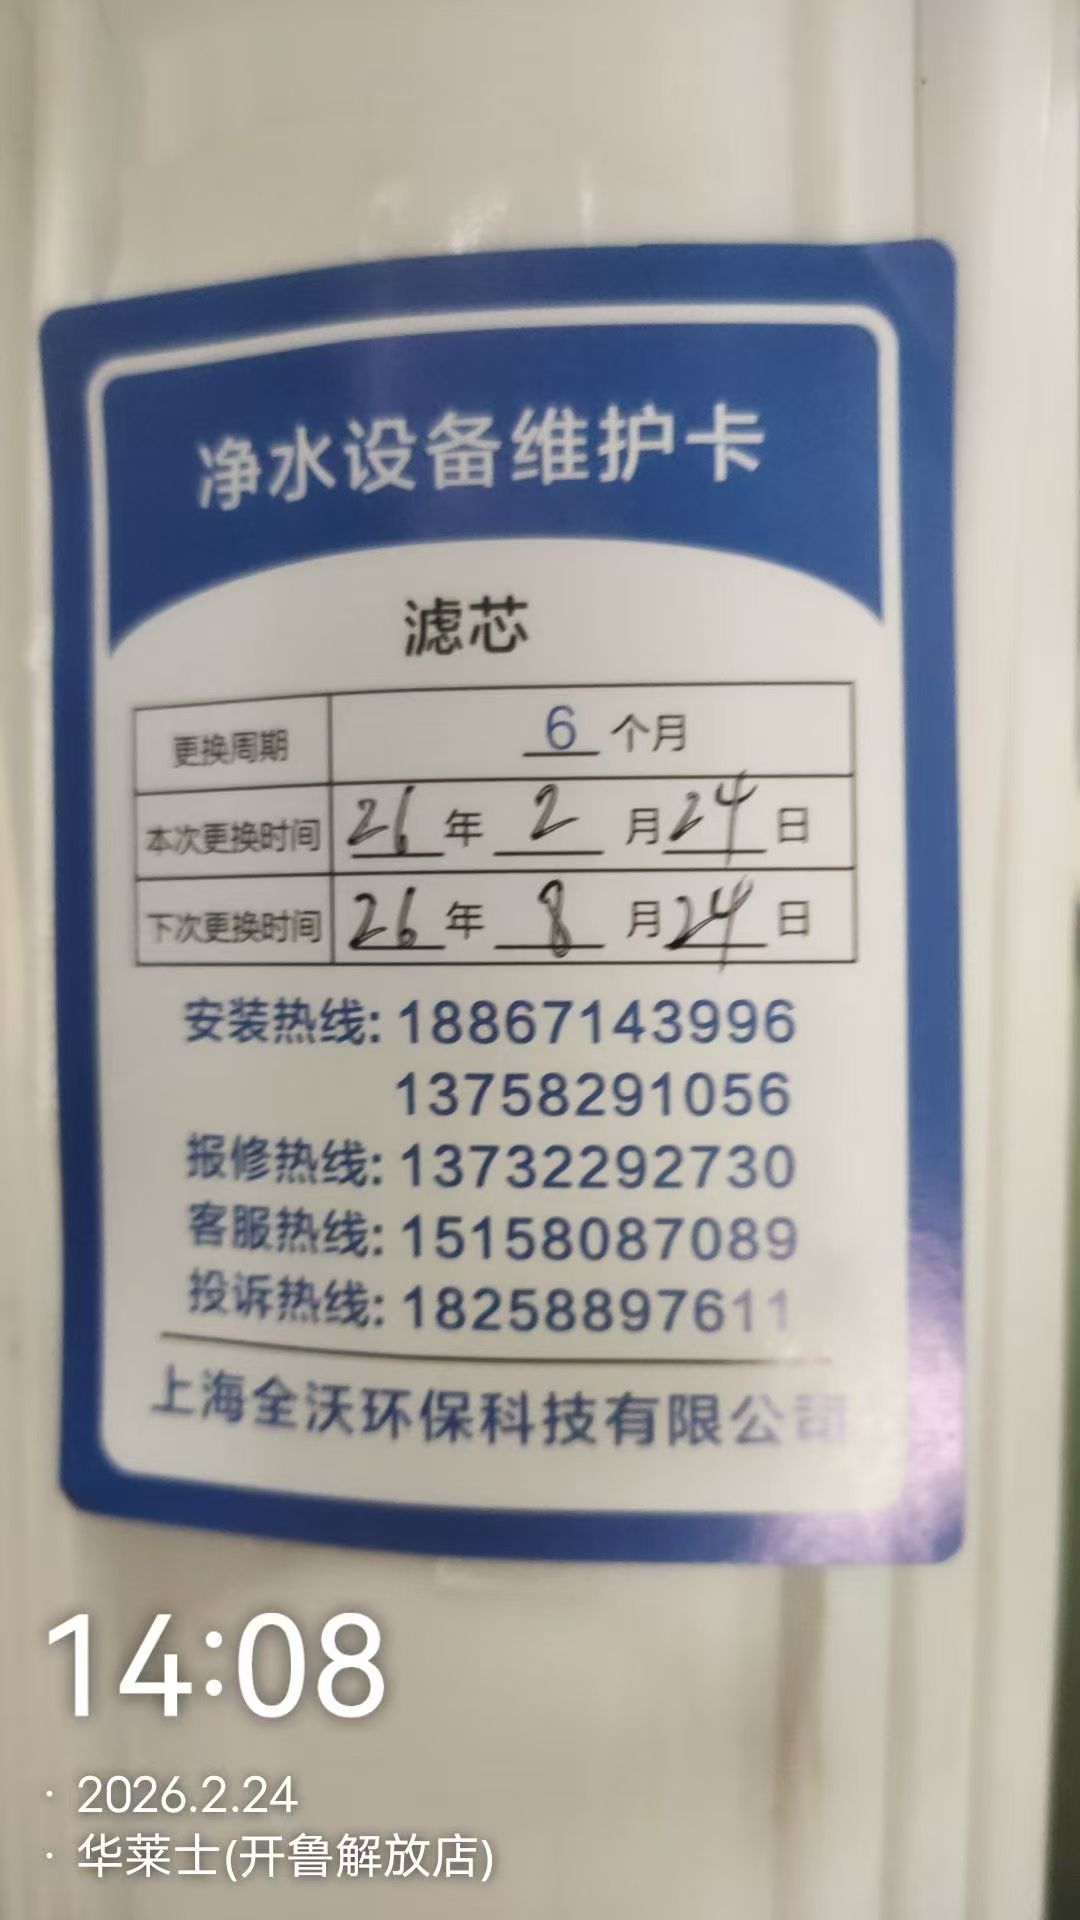 净水设备维护卡
滤芯
更换周期 6 个月
本次更换时间 26 年 2 月 24 日
下次更换时间 26 年 8 月 24 日
安装热线: 18867143996
13758291056
报修热线: 13732292730
客服热线: 15158087089
投诉热线: 18258897611
上海全沃环保科技有限公司
14:08
· 2026.2.24
· 华莱士(开鲁解放店)